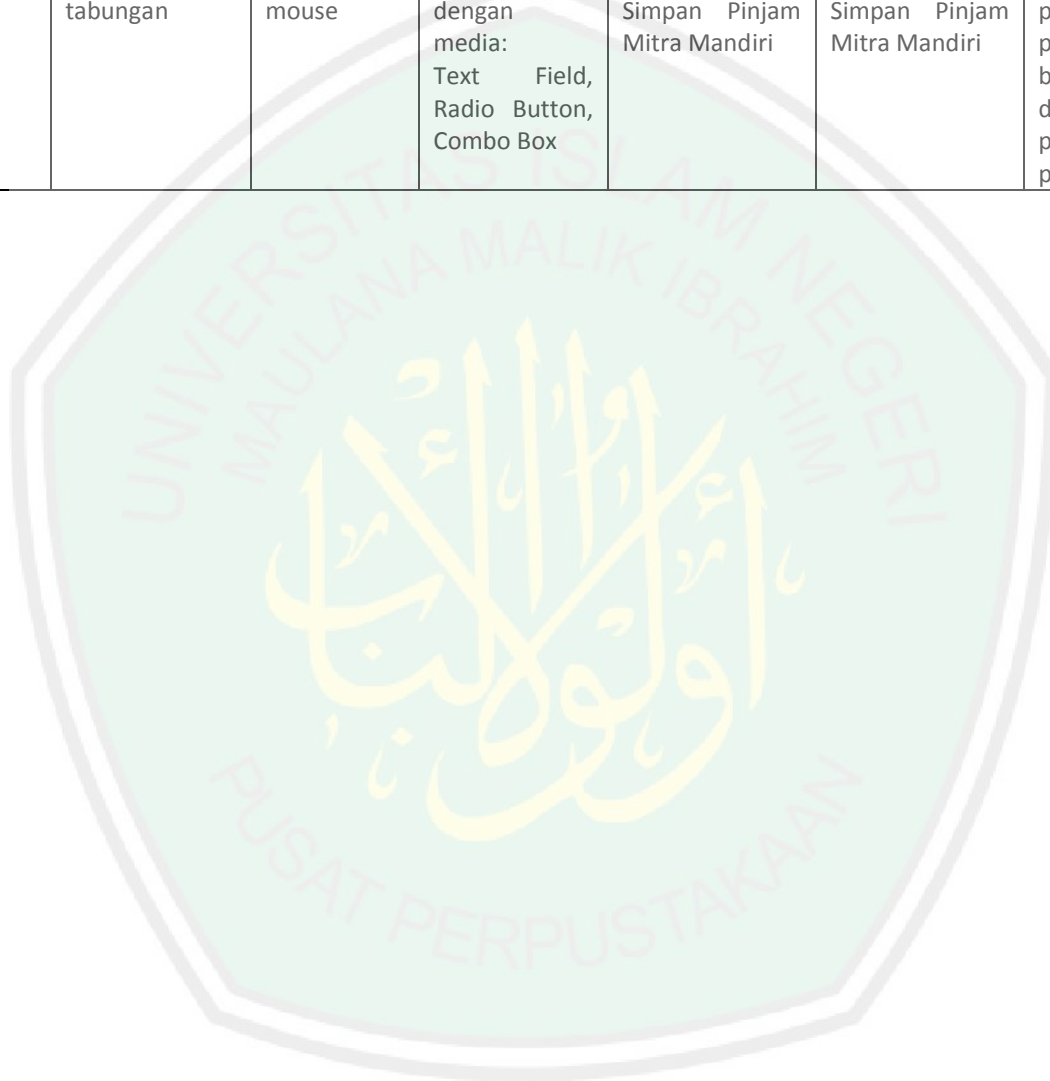 tabungan
mouse
dengan
media:
Text Field,
Radio Button,
Combo Box
Simpan Pinjam
Mitra Mandiri
Simpan Pinjam
Mitra Mandiri
UNIVERSITAS ISLAM NEGERI
MAULANA MALIK IBRAHIM
PUSAT PERPUSTAKAAN